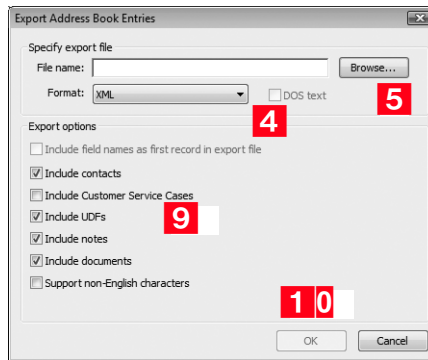 Export Address Book Entries
Specify export file
File name:
Browse...
Format: XML
DOS text
4
5
Export options
Include field names as first record in export file
Include contacts
Include Customer Service Cases
Include UDFs
9
Include notes
Include documents
Support non-English characters
1 0
OK
Cancel